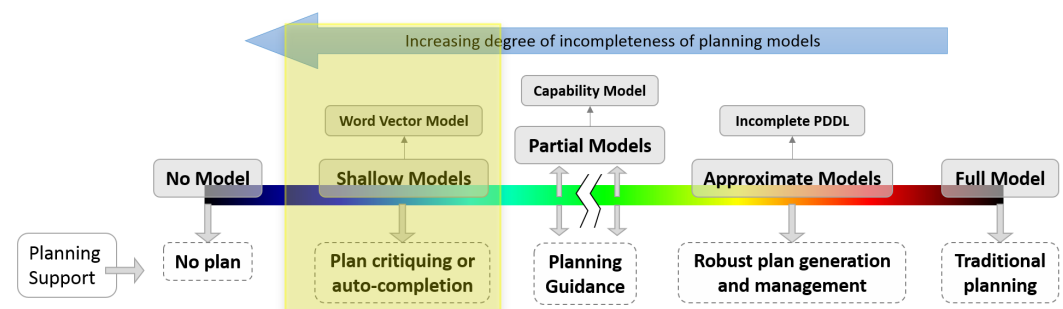 Increasing degree of incompleteness of planning models
Capability Model
Word Vector Model
Incomplete PDDL
Partial Models
No Model
Shallow Models
Approximate Models
Full Model
Planning
Support
No plan
Plan critiquing or
auto-completion
Planning
Guidance
Robust plan generation
and management
Traditional
planning